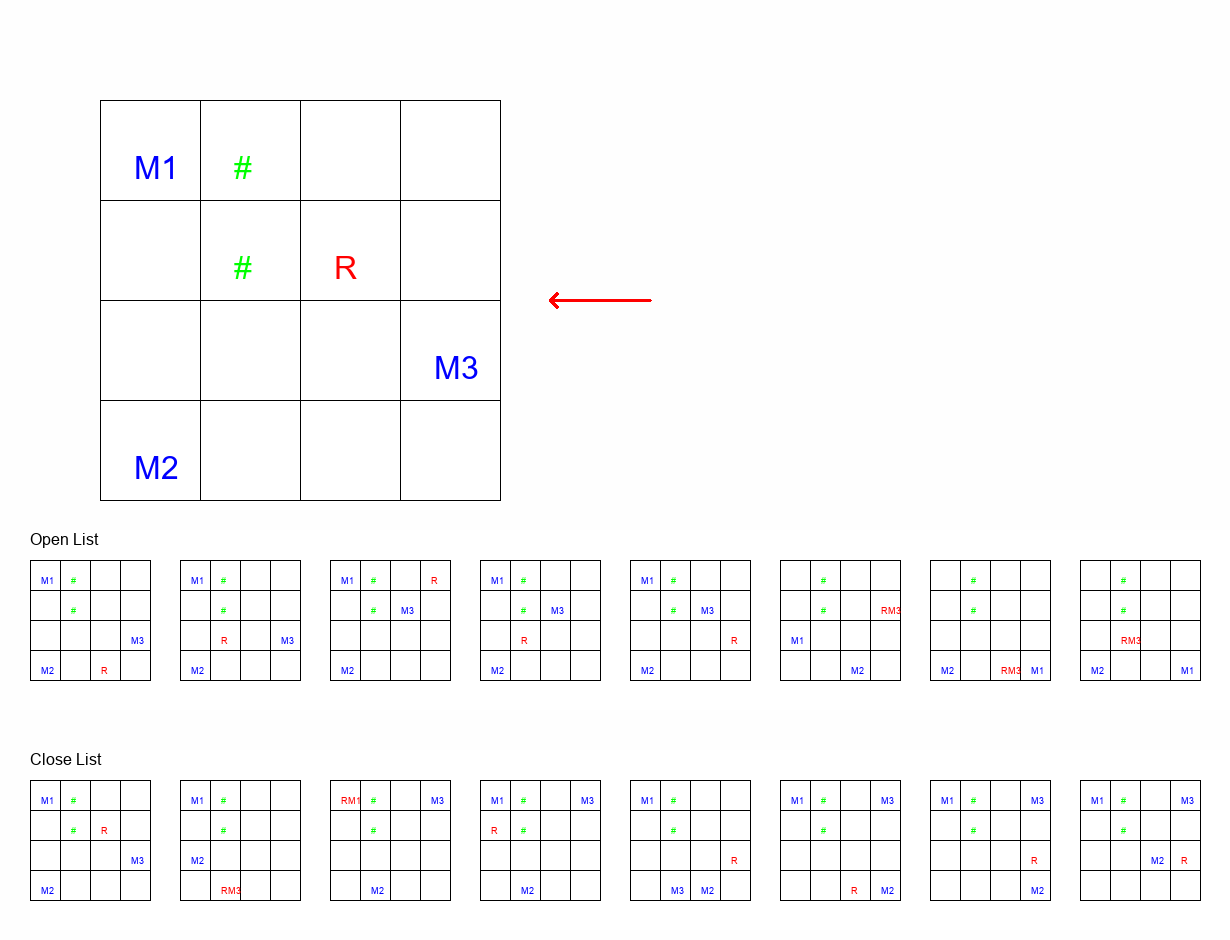 M1 #
# R
M3
M2
Open List
M1 # M1 # M1 # R M1 # M1 # # # #
# # # M3 # M3 # M3 # RM3 # #
M3 R M3 R R M1 RM3
M2 R M2 M2 M2 M2 M2 M2 RM3 M1 M2 M1
Close List
M1 # M1 # RM1 # M3 M1 # M3 M1 # M1 # M3 M1 # M3 M1 # M3
# R # # R # # # # #
M3 M2 R R M2 R
M2 RM3 M2 M2 M3 M2 R M2 M2